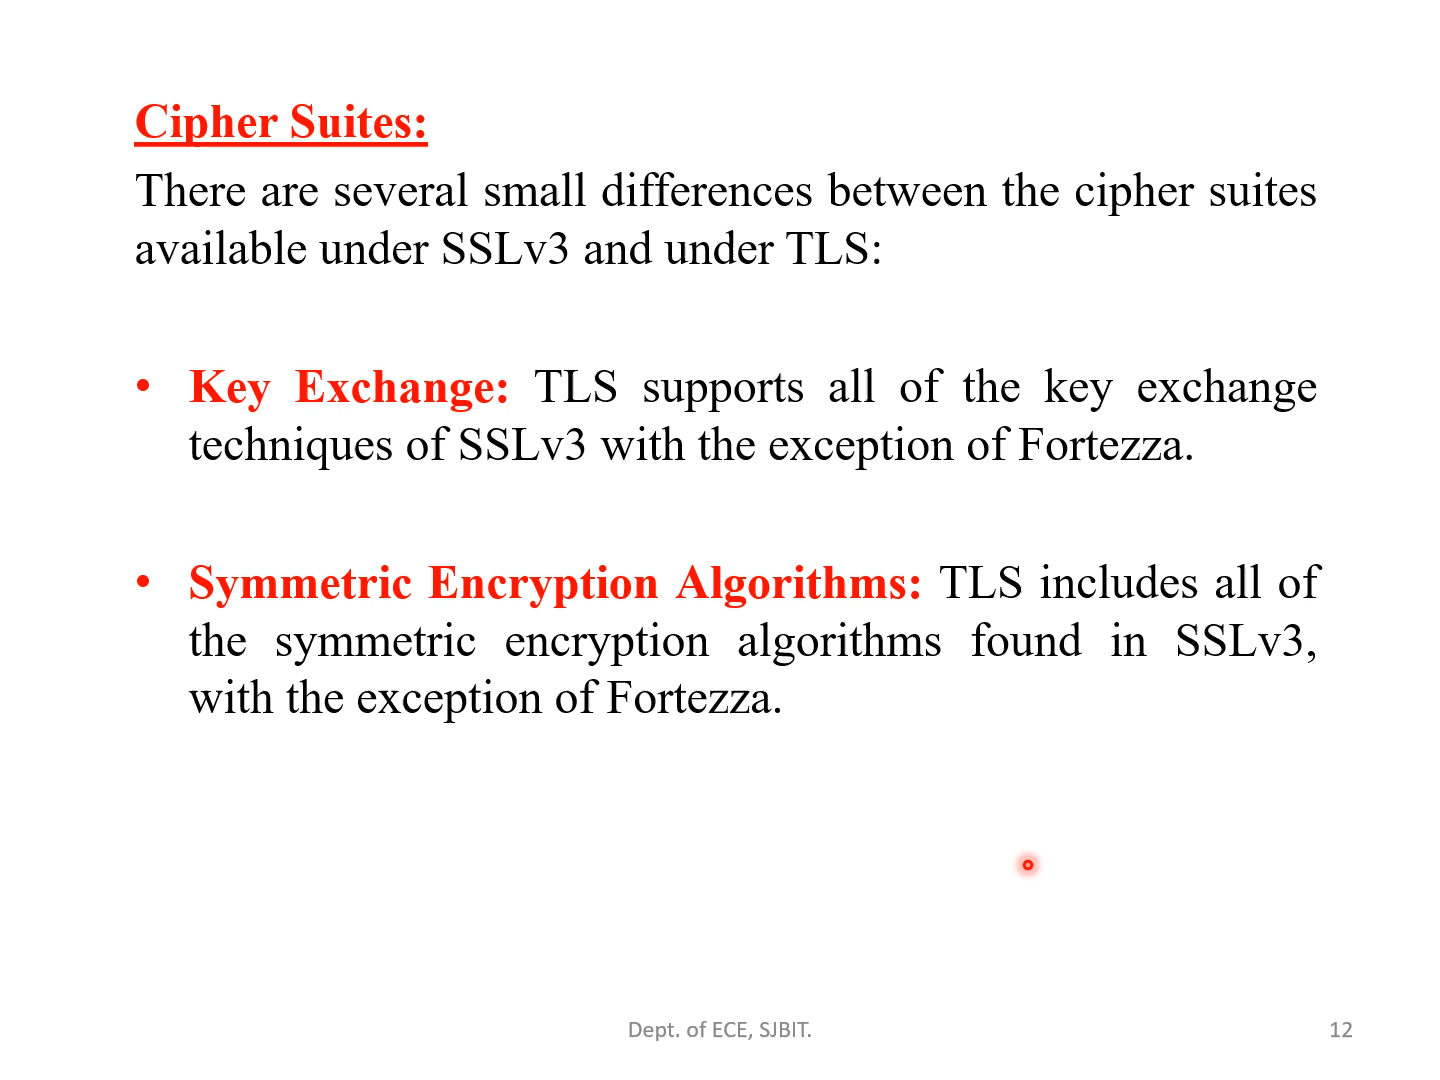 Cipher Suites:
There are several small differences between the cipher suites
available under SSLv3 and under TLS:
• Key Exchange: TLS supports all of the key exchange
techniques of SSLv3 with the exception of Fortezza.
• Symmetric Encryption Algorithms: TLS includes all of
the symmetric encryption algorithms found in SSLv3,
with the exception of Fortezza.
Dept. of ECE, SJBIT.
12